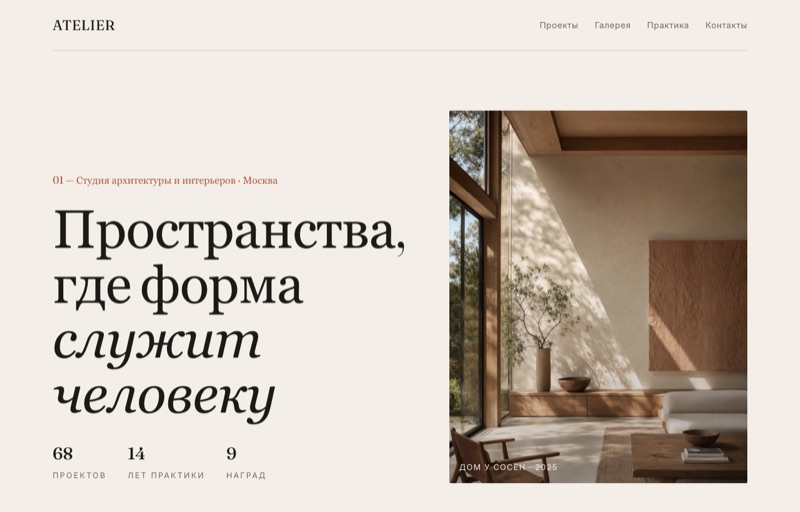 ATELIER
Проекты Галерея Практика Контакты
01 — Студия архитектуры и интерьеров · Москва
Пространства,
где форма
служит
человеку
68 14 9
ПРОЕКТОВ ЛЕТ ПРАКТИКИ НАГРАД
ДОМ У СОСЕН · 2025